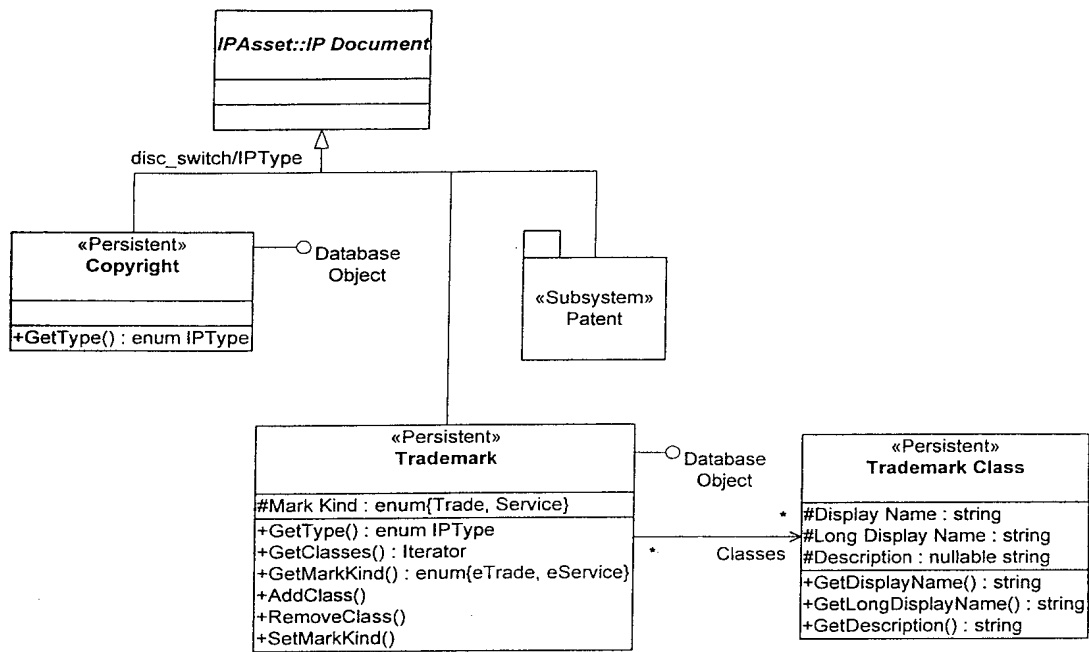 IPAsset::IP Document
disc_switch/IPType
«Persistent»
Copyright
+GetType() : enum IPType
Database
Object
«Subsystem»
Patent
«Persistent»
Trademark
#Mark Kind : enum{Trade, Service}
+GetType() : enum IPType
+GetClasses() : Iterator
+GetMarkKind() : enum{eTrade, eService}
+AddClass()
+RemoveClass()
+SetMarkKind()
Database
Object
*
*
Classes
«Persistent»
Trademark Class
#Display Name : string
#Long Display Name : string
#Description : nullable string
+GetDisplayName() : string
+GetLongDisplayName() : string
+GetDescription() : string